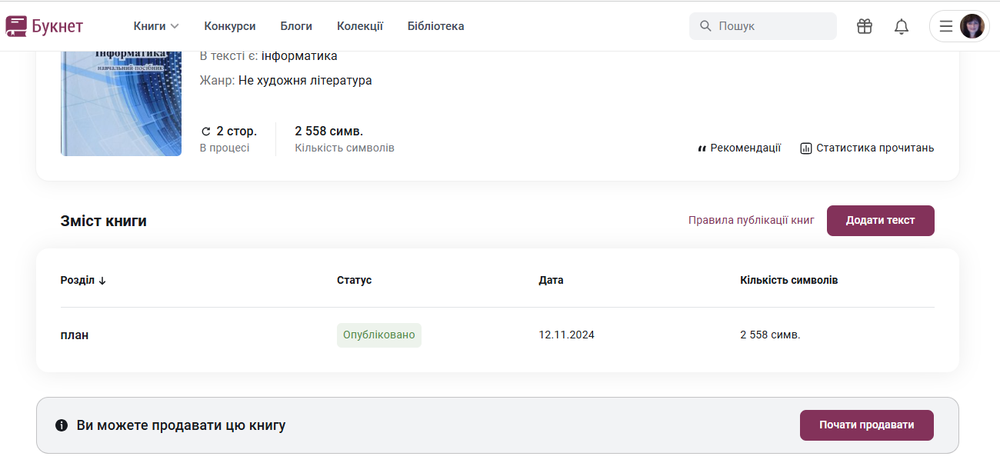 Букнет
Книги Конкурси Блоги Колекції Бібліотека Пошук
Інформатика
навчальний посібник
В тексті є: інформатика
Жанр: Не художня література
2 стор. 2 558 симв.
В процесі Кількість символів
Рекомендації Статистика прочитань
Зміст книги Правила публікації книг Додати текст
Розділ Статус Дата Кількість символів
план Опубліковано 12.11.2024 2 558 симв.
Ви можете продавати цю книгу Почати продавати